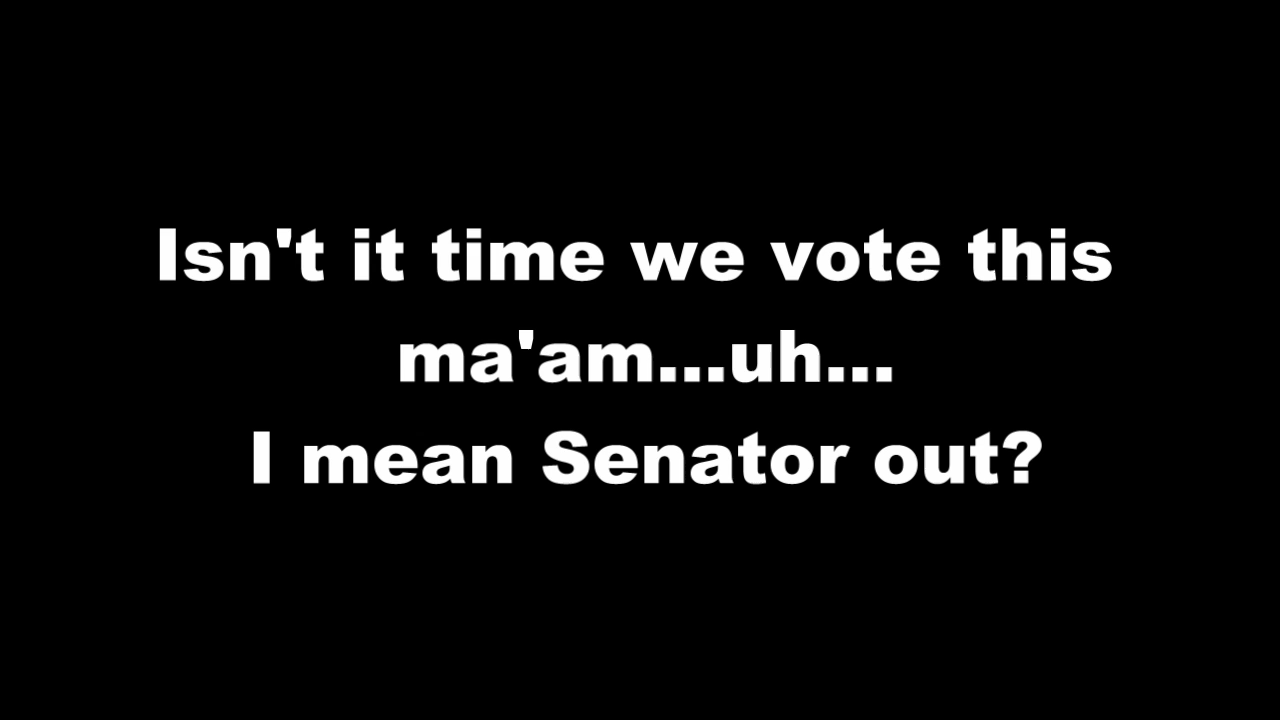 Isn't it time we vote this
ma'am...uh...
I mean Senator out?